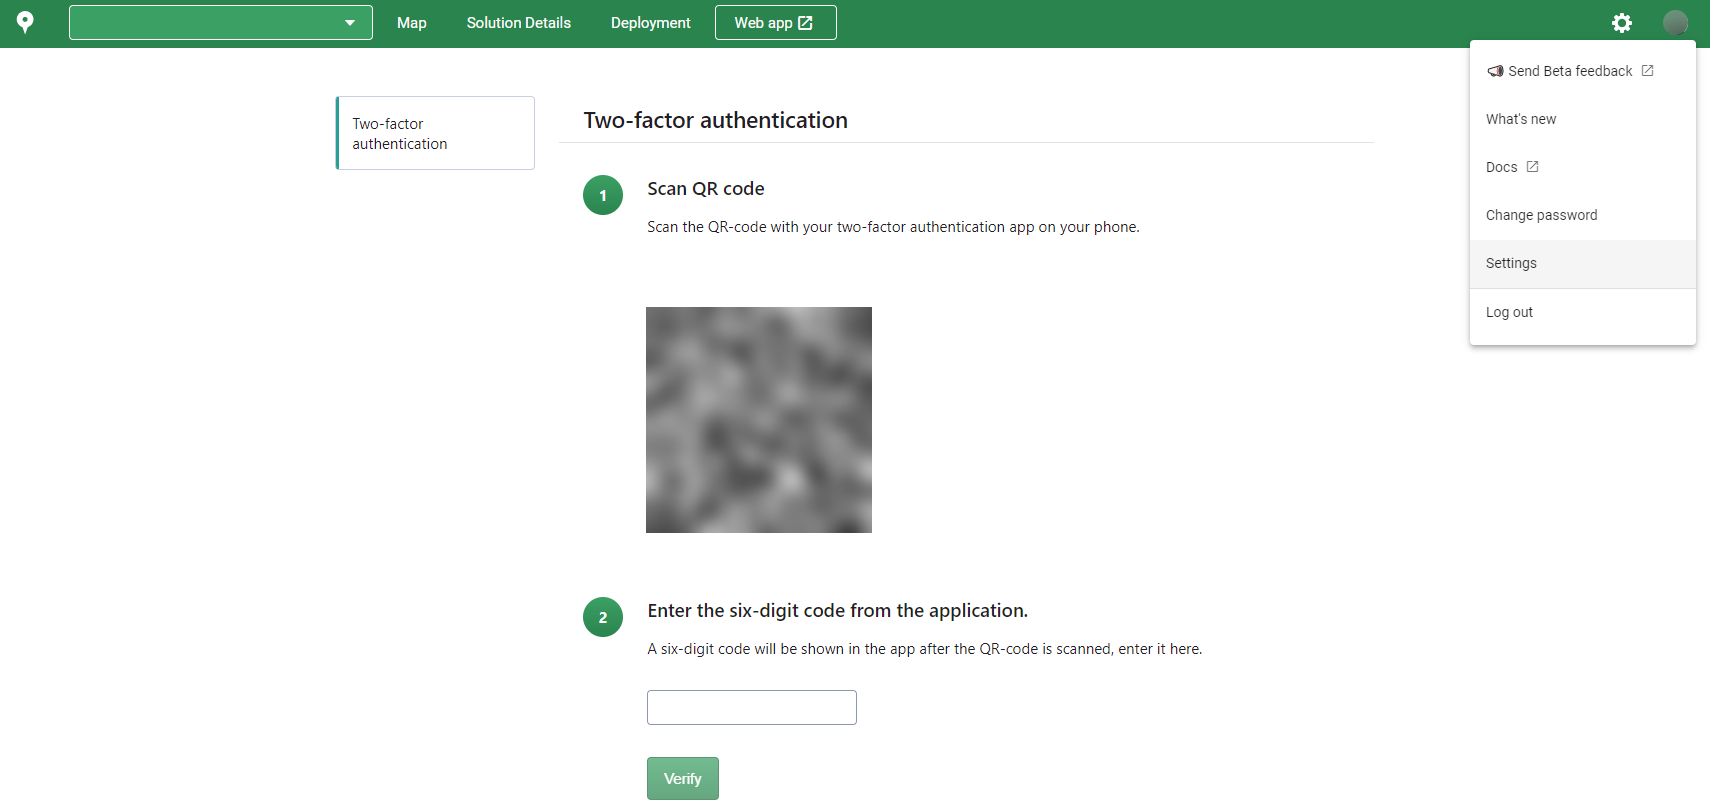 Map
Solution Details
Deployment
Web app
Send Beta feedback
What's new
Docs
Change password
Settings
Log out
Two-factor
authentication
Two-factor authentication
1
Scan QR code
Scan the QR-code with your two-factor authentication app on your phone.
2
Enter the six-digit code from the application.
A six-digit code will be shown in the app after the QR-code is scanned, enter it here.
Verify